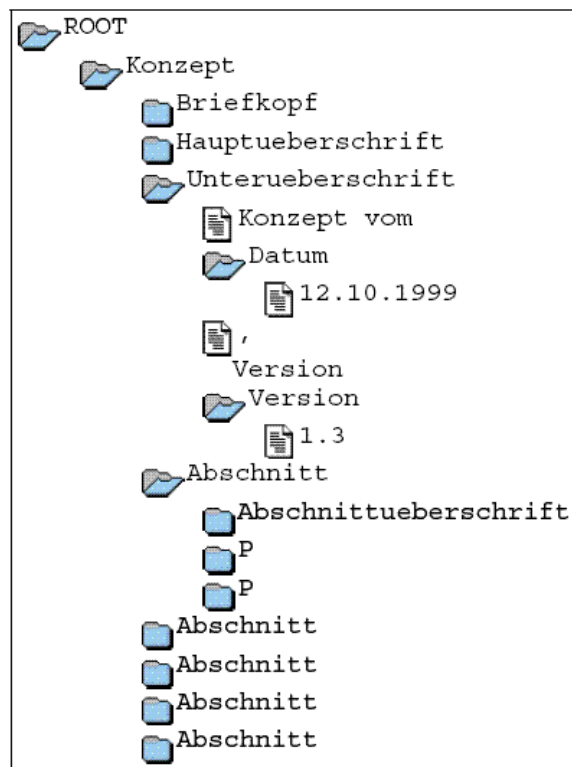 ROOT
Konzept
Briefkopf
Hauptueberschrift
Unterueberschrift
Konzept vom
Datum
12.10.1999
,
Version
Version
1.3
Abschnitt
Abschnittueberschrift
P
P
Abschnitt
Abschnitt
Abschnitt
Abschnitt